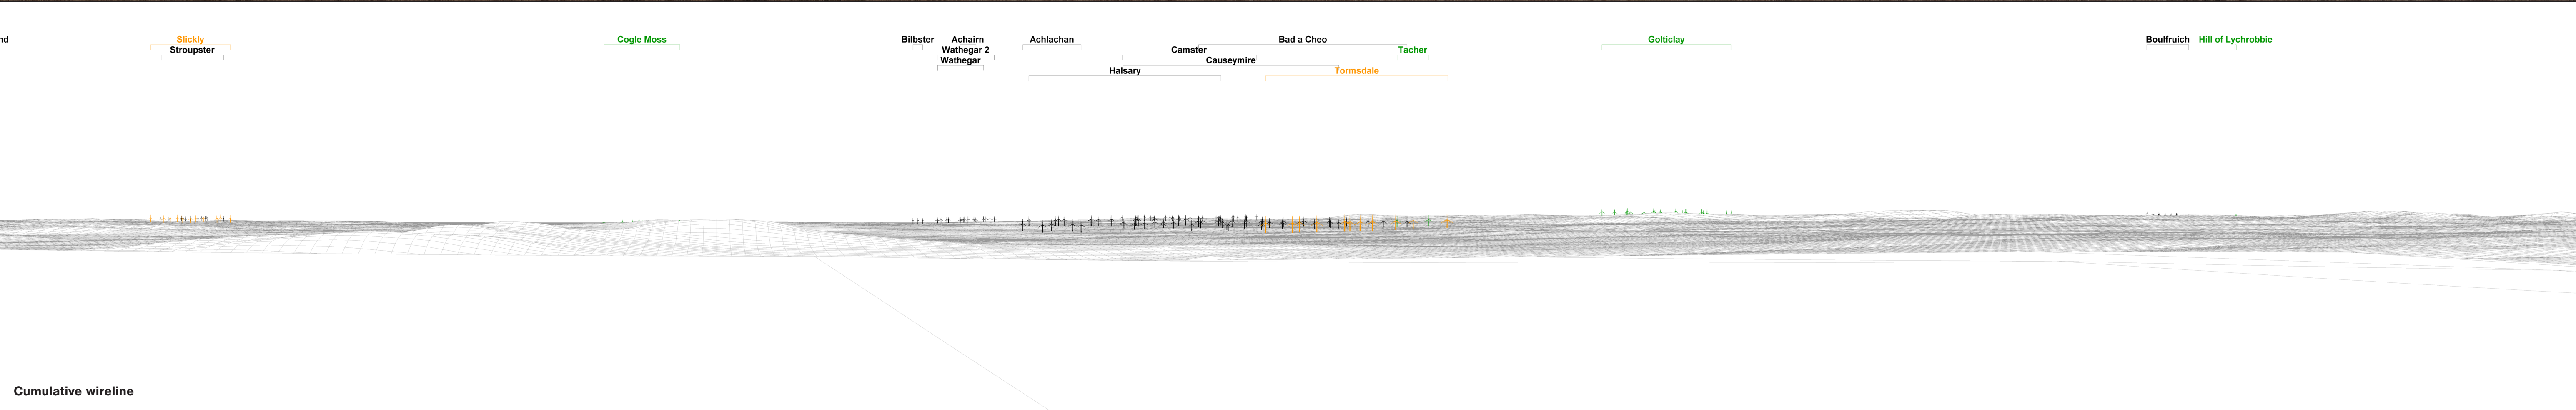 nd
Slickly
Stroupster
Cogle Moss
Bilbster
Achairn
Wathegar 2
Wathegar
Achlachan
Bad a Cheo
Camster
Tacher
Causeymire
Halsary
Tormsdale
Golticlay
Boulfruich
Hill of Lychrobbie
Cumulative wireline